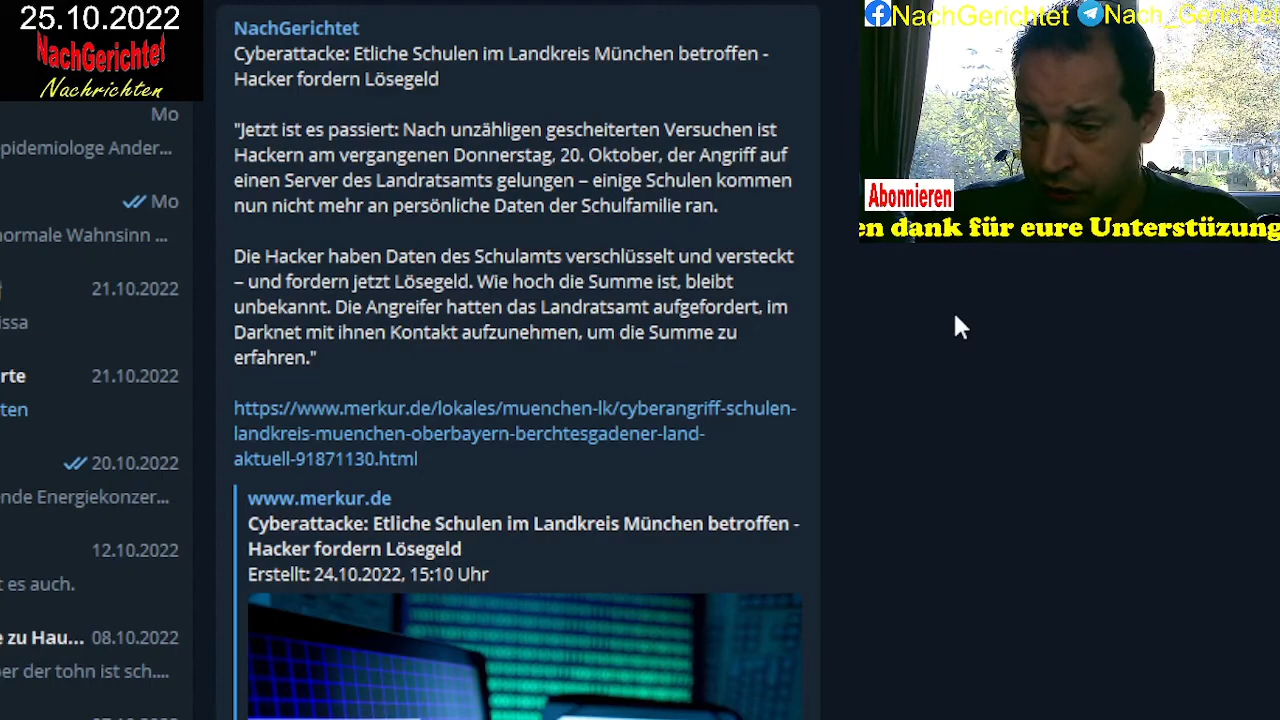 25.10.2022
NachGerichtet
Nachrichten
Mo
pidemiologe Ander...
Mo
normale Wahnsinn ...
21.10.2022
issa
rte
21.10.2022
ten
20.10.2022
nde Energiekonzer...
12.10.2022
t es auch.
e zu Hau...
08.10.2022
er der tohn ist sch....
NachGerichtet
Cyberattacke: Etliche Schulen im Landkreis München betroffen -
Hacker fordern Lösegeld
"Jetzt ist es passiert: Nach unzähligen gescheiterten Versuchen ist
Hackern am vergangenen Donnerstag, 20. Oktober, der Angriff auf
einen Server des Landratsamts gelungen – einige Schulen kommen
nun nicht mehr an persönliche Daten der Schulfamilie ran.
Die Hacker haben Daten des Schulamts verschlüsselt und versteckt
– und fordern jetzt Lösegeld. Wie hoch die Summe ist, bleibt
unbekannt. Die Angreifer hatten das Landratsamt aufgefordert, im
Darknet mit ihnen Kontakt aufzunehmen, um die Summe zu
erfahren."
https://www.merkur.de/lokales/muenchen-lk/cyberangriff-schulen-
landkreis-muenchen-oberbayern-berchtesgadener-land-
aktuell-91871130.html
www.merkur.de
Cyberattacke: Etliche Schulen im Landkreis München betroffen -
Hacker fordern Lösegeld
Erstellt: 24.10.2022, 15:10 Uhr
NachGerichtet
Nach_Gerichtet
Abonnieren
en dank für eure Unterstüzung